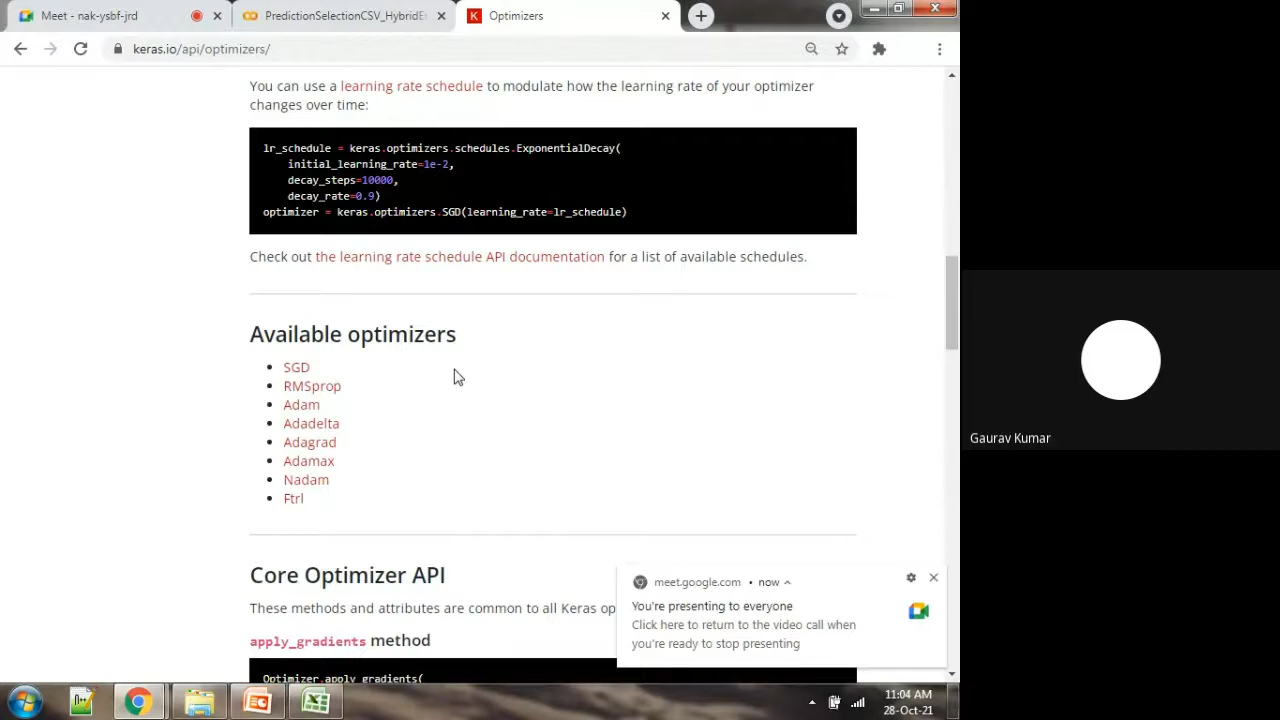 Meet - nak-ysbf-jrd
PredictionSelectionCSV_HybridEs
Optimizers
keras.io/api/optimizers/
You can use a learning rate schedule to modulate how the learning rate of your optimizer
changes over time:
lr_schedule = keras.optimizers.schedules.ExponentialDecay(
initial_learning_rate=1e-2,
decay_steps=10000,
decay_rate=0.9)
optimizer = keras.optimizers.SGD(learning_rate=lr_schedule)
Check out the learning rate schedule API documentation for a list of available schedules.
Available optimizers
SGD
RMSprop
Adam
Adadelta
Adagrad
Adamax
Nadam
Ftrl
Core Optimizer API
These methods and attributes are common to all Keras op
apply_gradients method
Optimizer.apply_gradients(
meet.google.com • now
You're presenting to everyone
Click here to return to the video call when
you're ready to stop presenting
Gaurav Kumar
11:04 AM
28-Oct-21